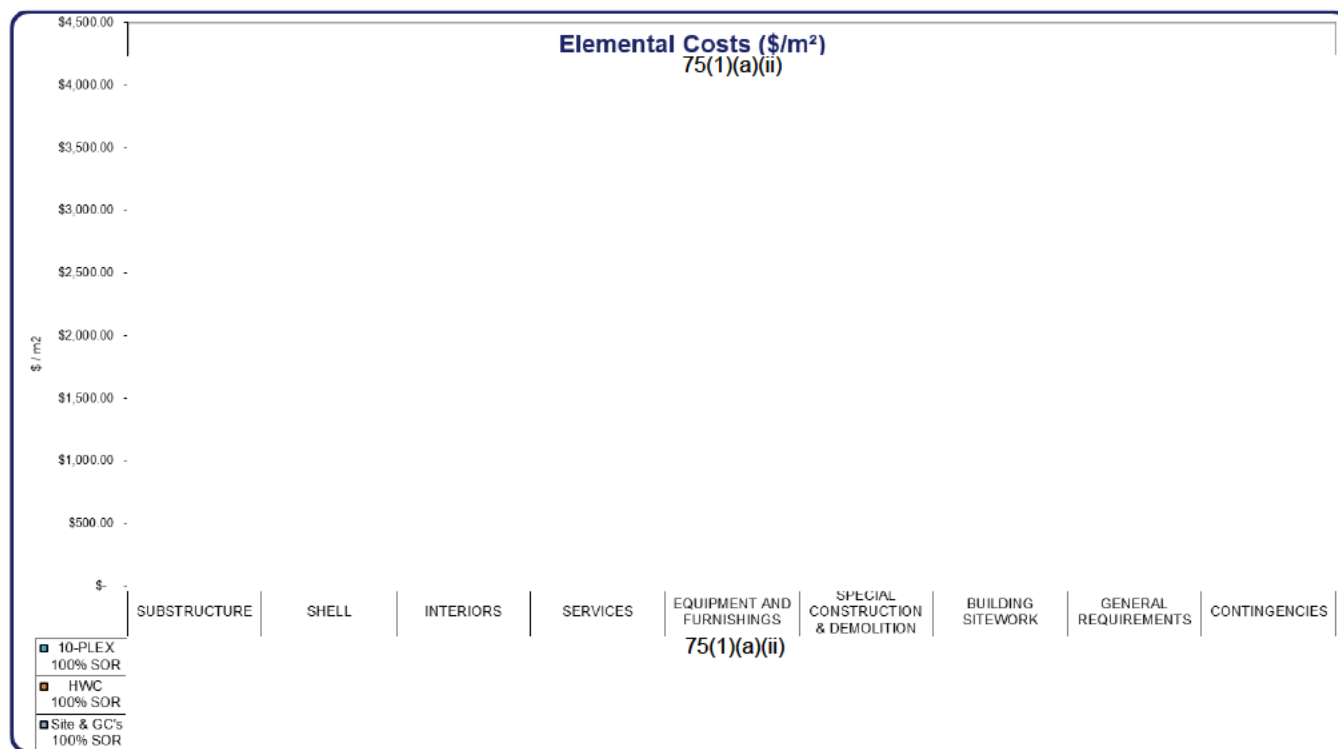 $4,500.00
Elemental Costs ($/m²)
75(1)(a)(ii)
$4,000.00
$3,500.00
$3,000.00
$2,500.00
$2,000.00
$ / m2
$1,500.00
$1,000.00
$500.00
$-
SUBSTRUCTURE
SHELL
INTERIORS
SERVICES
EQUIPMENT AND
FURNISHINGS
SPECIAL
CONSTRUCTION
& DEMOLITION
BUILDING
SITEWORK
GENERAL
REQUIREMENTS
CONTINGENCIES
10-PLEX
100% SOR
75(1)(a)(ii)
HWC
100% SOR
Site & GC's
100% SOR